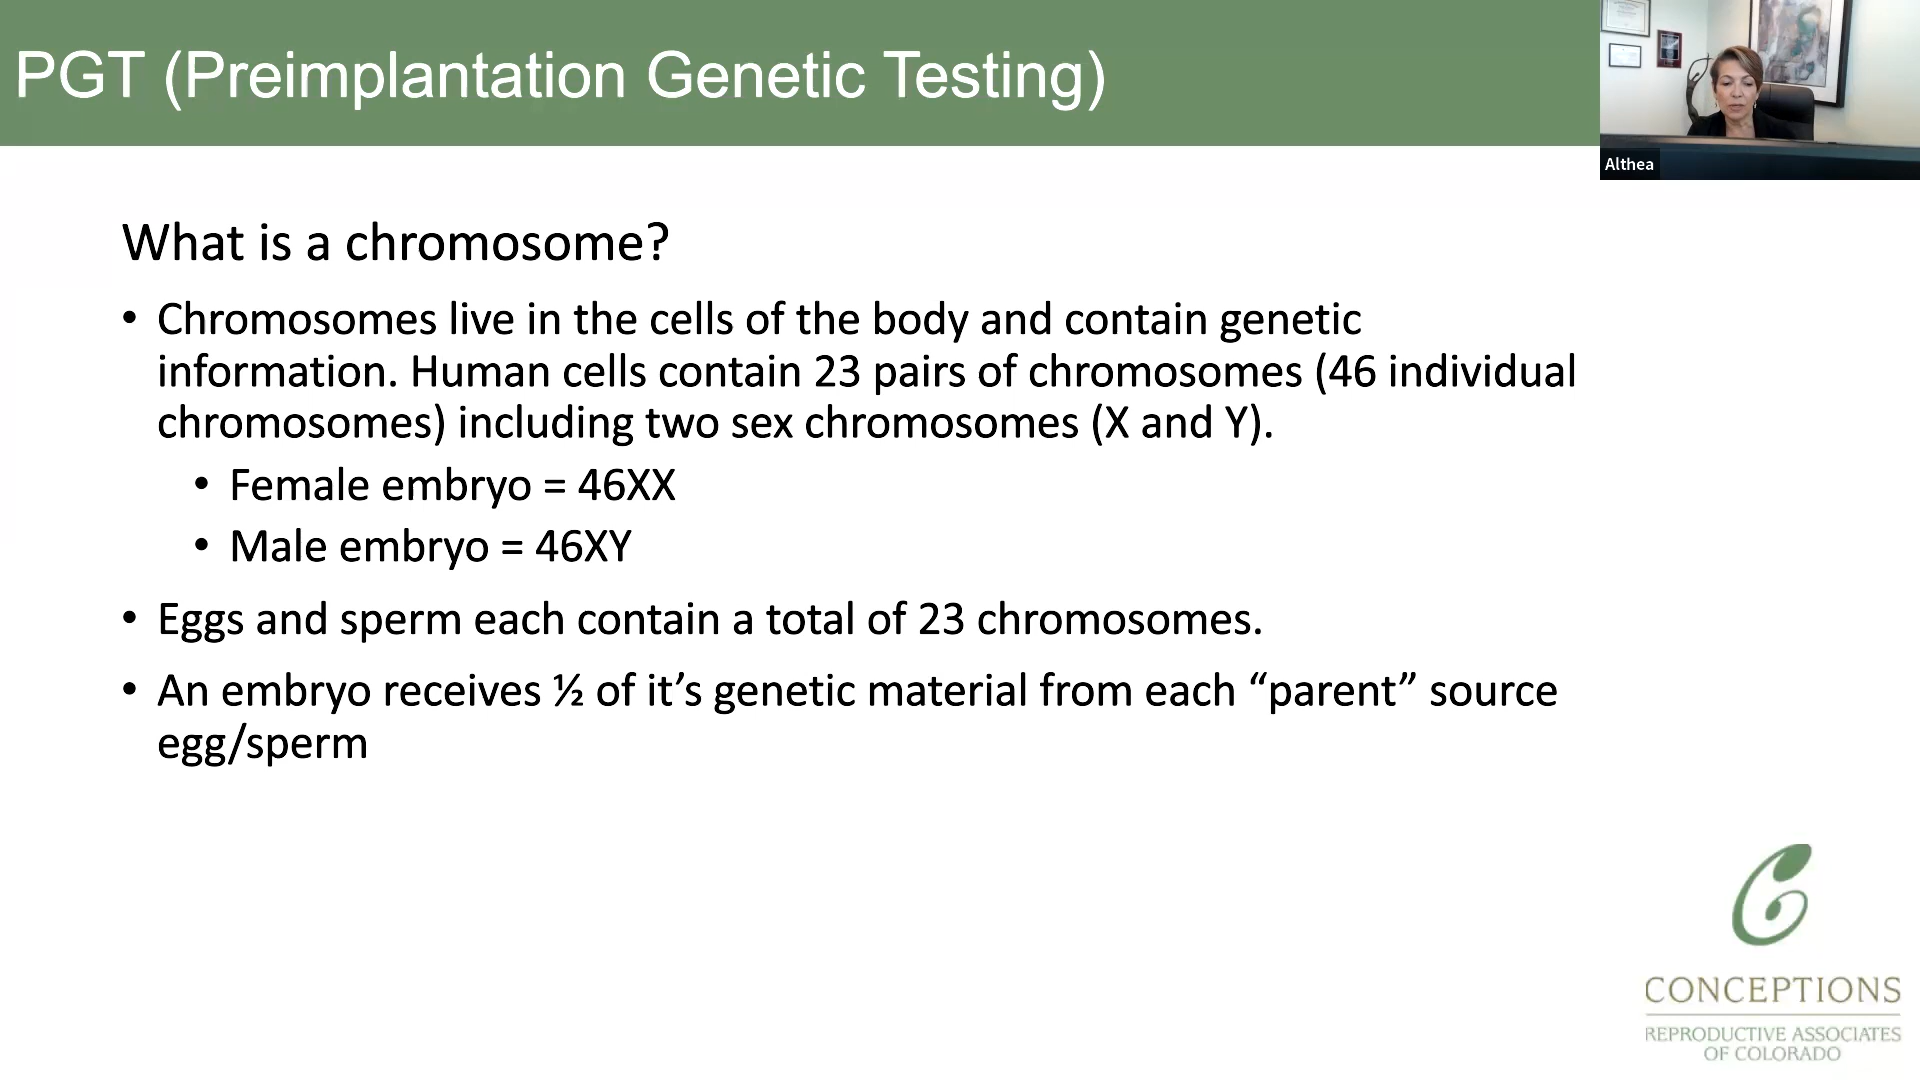 PGT (Preimplantation Genetic Testing)
Althea
What is a chromosome?
• Chromosomes live in the cells of the body and contain genetic
information. Human cells contain 23 pairs of chromosomes (46 individual
chromosomes) including two sex chromosomes (X and Y).
• Female embryo = 46XX
• Male embryo = 46XY
• Eggs and sperm each contain a total of 23 chromosomes.
• An embryo receives ½ of it’s genetic material from each “parent” source
egg/sperm
CONCEPTIONS
REPRODUCTIVE ASSOCIATES
OF COLORADO